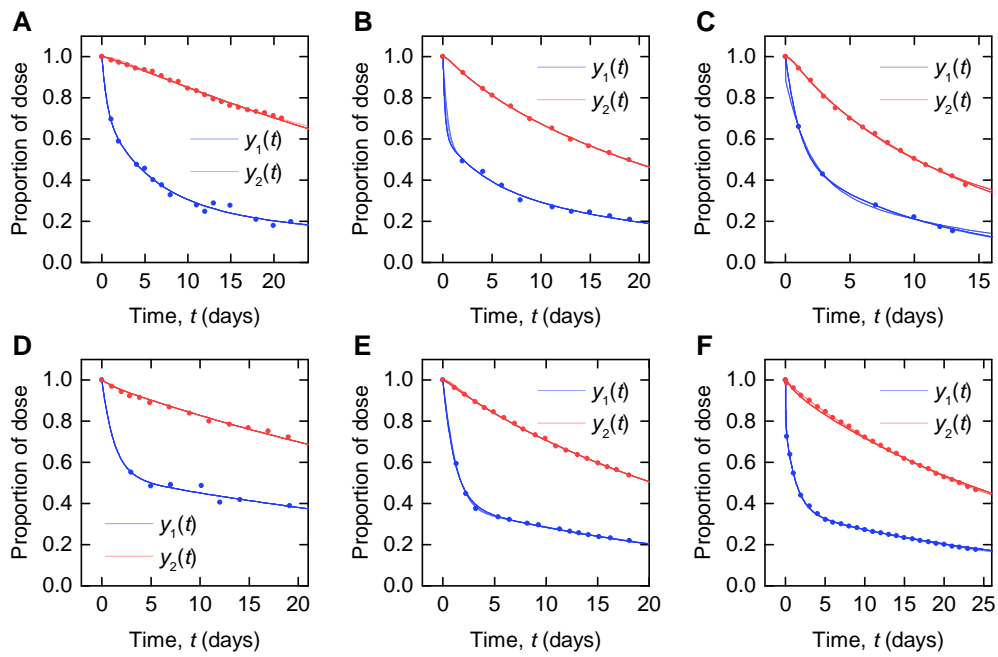 A
Proportion of dose
1.0
0.8
0.6
0.4
0.2
0.0
y1(t)
y2(t)
0 5 10 15 20
Time, t (days)
B
Proportion of dose
1.0
0.8
0.6
0.4
0.2
0.0
y1(t)
y2(t)
0 5 10 15 20
Time, t (days)
C
Proportion of dose
1.0
0.8
0.6
0.4
0.2
0.0
y1(t)
y2(t)
0 5 10 15
Time, t (days)
D
Proportion of dose
1.0
0.8
0.6
0.4
0.2
0.0
y1(t)
y2(t)
0 5 10 15 20
Time, t (days)
E
Proportion of dose
1.0
0.8
0.6
0.4
0.2
0.0
y1(t)
y2(t)
0 5 10 15 20
Time, t (days)
F
Proportion of dose
1.0
0.8
0.6
0.4
0.2
0.0
y1(t)
y2(t)
0 5 10 15 20 25
Time, t (days)